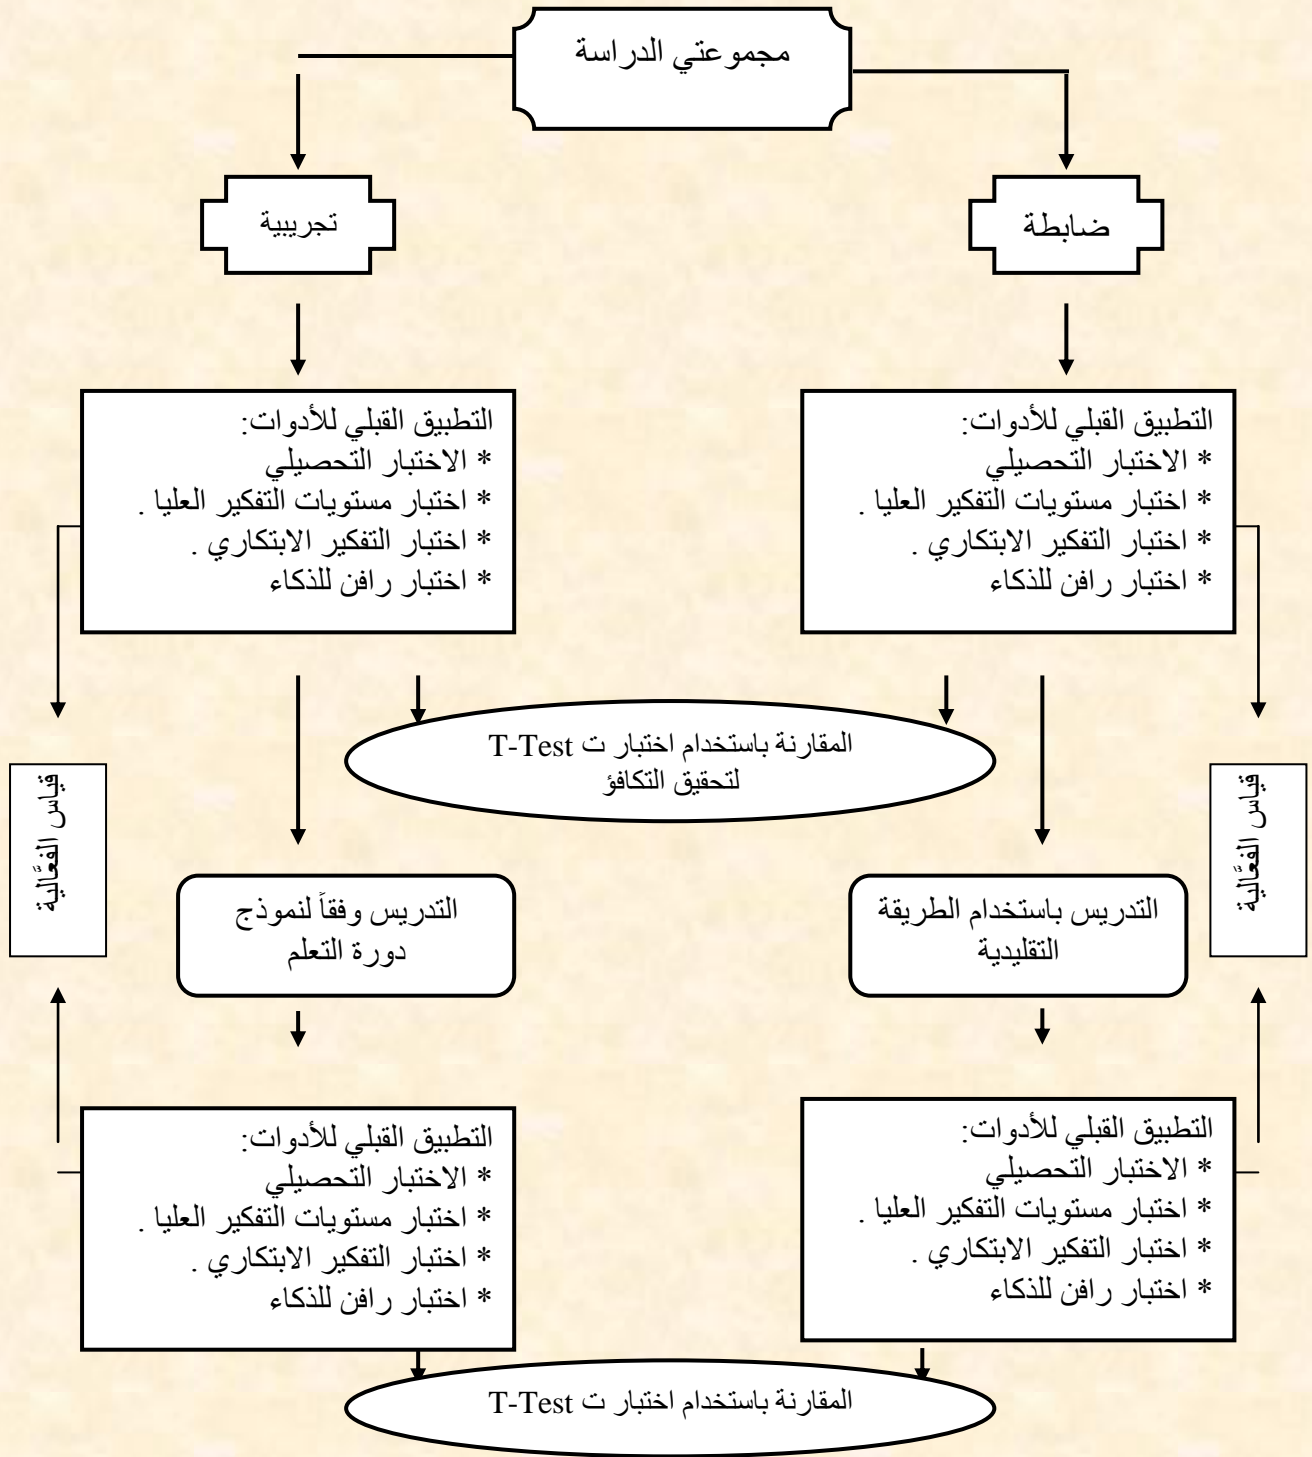 مجموعتي الدراسة
ضابطة
تجريبية
التطبيق القبلي للأدوات:
* الاختبار التحصيلي
* اختبار مستويات التفكير العليا .
* اختبار التفكير الابتكاري .
* اختبار رافن للذكاء
التطبيق القبلي للأدوات:
* الاختبار التحصيلي
* اختبار مستويات التفكير العليا .
* اختبار التفكير الابتكاري .
* اختبار رافن للذكاء
المقارنة باستخدام اختبار ت T-Test
لتحقيق التكافؤ
قياس الفعَّالية
قياس الفعَّالية
التدريس باستخدام الطريقة
التقليدية
التدريس وفقاً لنموذج
دورة التعلم
التطبيق القبلي للأدوات:
* الاختبار التحصيلي
* اختبار مستويات التفكير العليا .
* اختبار التفكير الابتكاري .
* اختبار رافن للذكاء
التطبيق القبلي للأدوات:
* الاختبار التحصيلي
* اختبار مستويات التفكير العليا .
* اختبار التفكير الابتكاري .
* اختبار رافن للذكاء
المقارنة باستخدام اختبار ت T-Test